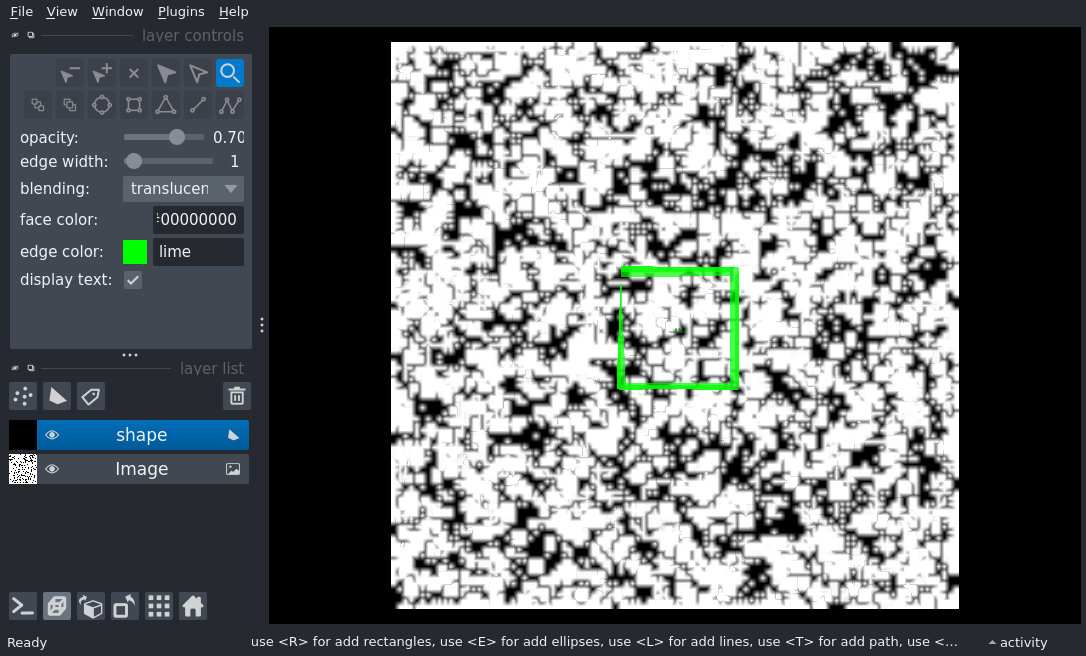 File View Window Plugins Help
layer controls
opacity: 0.70
edge width: 1
blending: translucen
face color: :00000000
edge color: lime
display text:
layer list
shape
Image
Ready
use <R> for add rectangles, use <E> for add ellipses, use <L> for add lines, use <T> for add path, use <...
activity